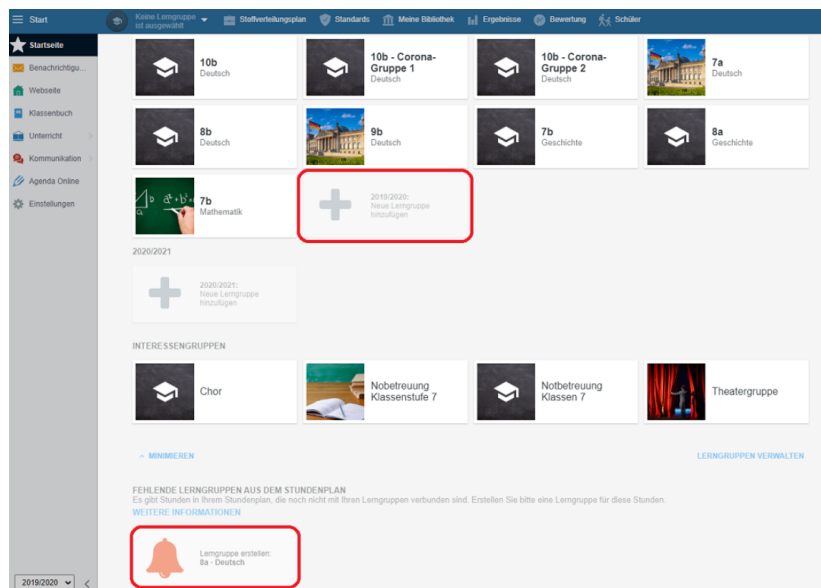 Start
Keine Lerngruppe
ist ausgewählt
Stoffverteilungsplan
Standards
Meine Bibliothek
Ergebnisse
Bewertung
Schüler
Startseite
Benachrichtigu...
Webseite
Klassenbuch
Unterricht
Kommunikation
Agenda Online
Einstellungen
10b
Deutsch
10b - Corona-
Gruppe 1
Deutsch
10b - Corona-
Gruppe 2
Deutsch
7a
Deutsch
8b
Deutsch
9b
Deutsch
7b
Geschichte
8a
Geschichte
7b
Mathematik
2019/2020:
Neue Lerngruppe
hinzufügen
2020/2021
2020/2021:
Neue Lerngruppe
hinzufügen
INTERESSENGRUPPEN
Chor
Nobetreuung
Klassenstufe 7
Notbetreuung
Klassen 7
Theatergruppe
MINIMIEREN
LERNGRUPPEN VERWALTEN
FEHLENDE LERNGRUPPEN AUS DEM STUNDENPLAN
Es gibt Stunden in Ihrem Stundenplan, die noch nicht mit Ihren Lerngruppen verbunden sind. Erstellen Sie bitte eine Lerngruppe für diese Stunden.
WEITERE INFORMATIONEN
Lerngruppe erstellen:
8a - Deutsch
2019/2020